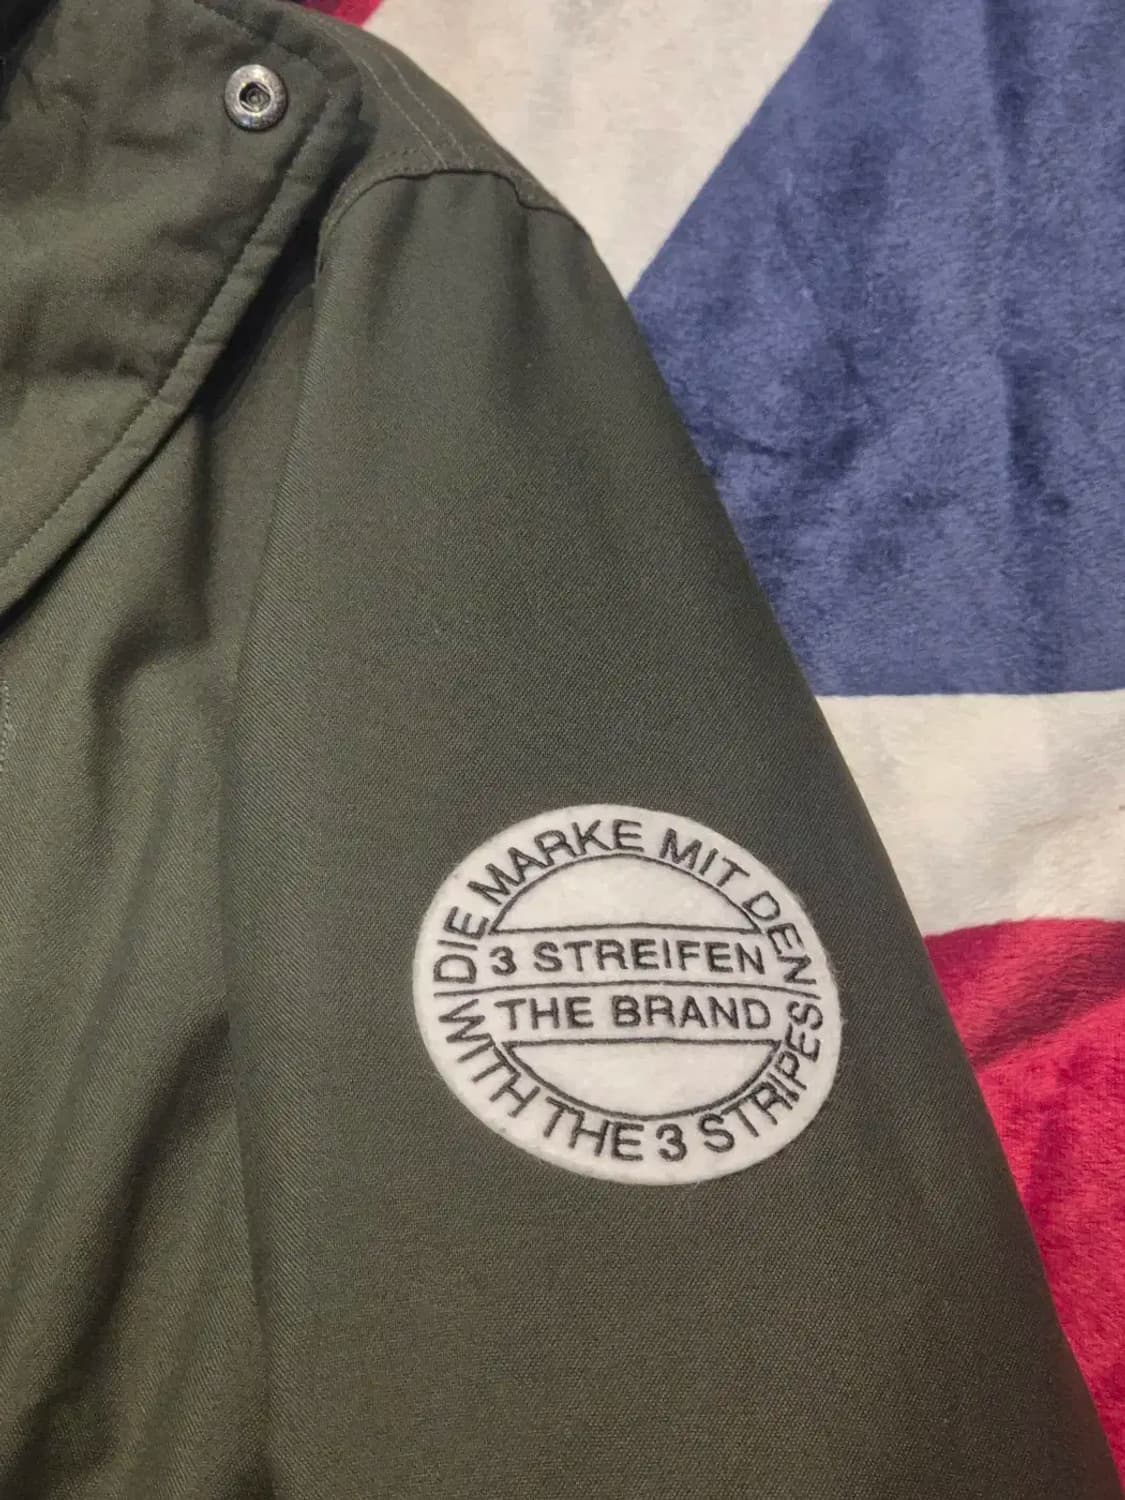 DIE MARKE MIT DEN
3 STREIFEN
THE BRAND
WITH THE 3 STRIPES